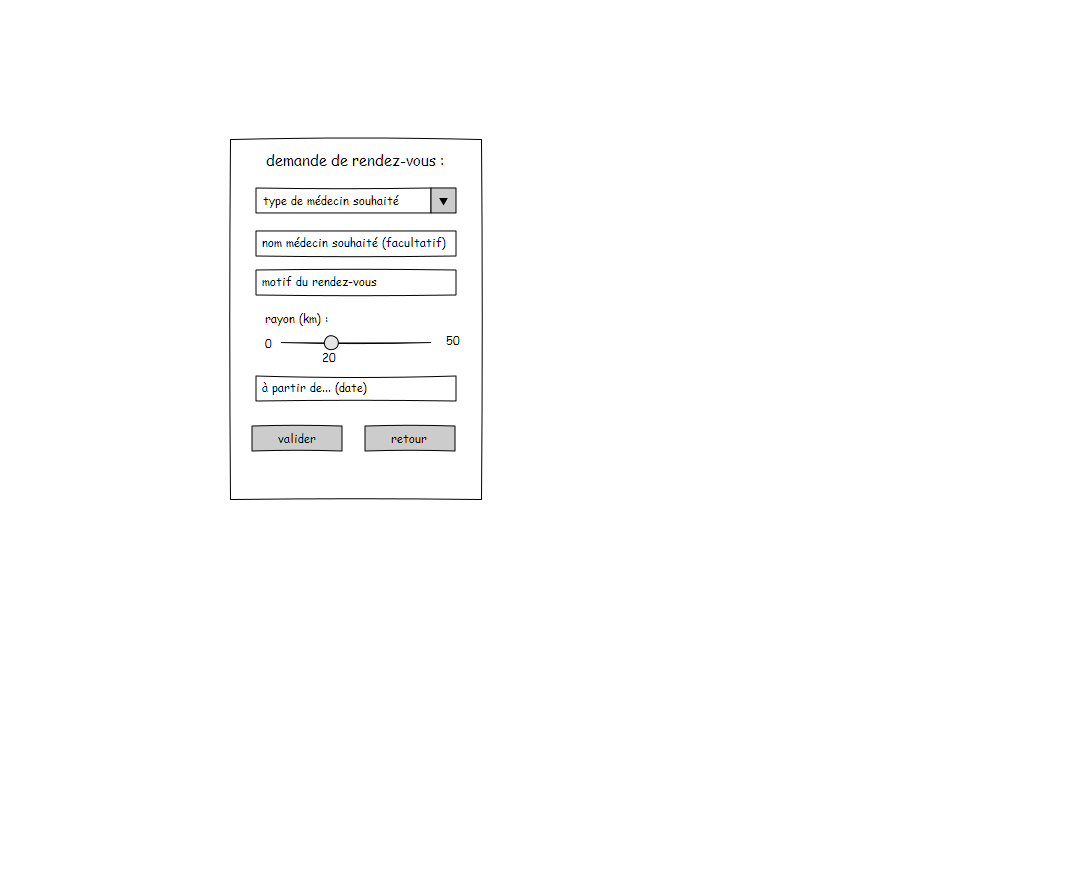 demande de rendez-vous :
type de médecin souhaité
nom médecin souhaité (facultatif)
motif du rendez-vous
rayon (km) :
0 50
20
à partir de... (date)
valider retour